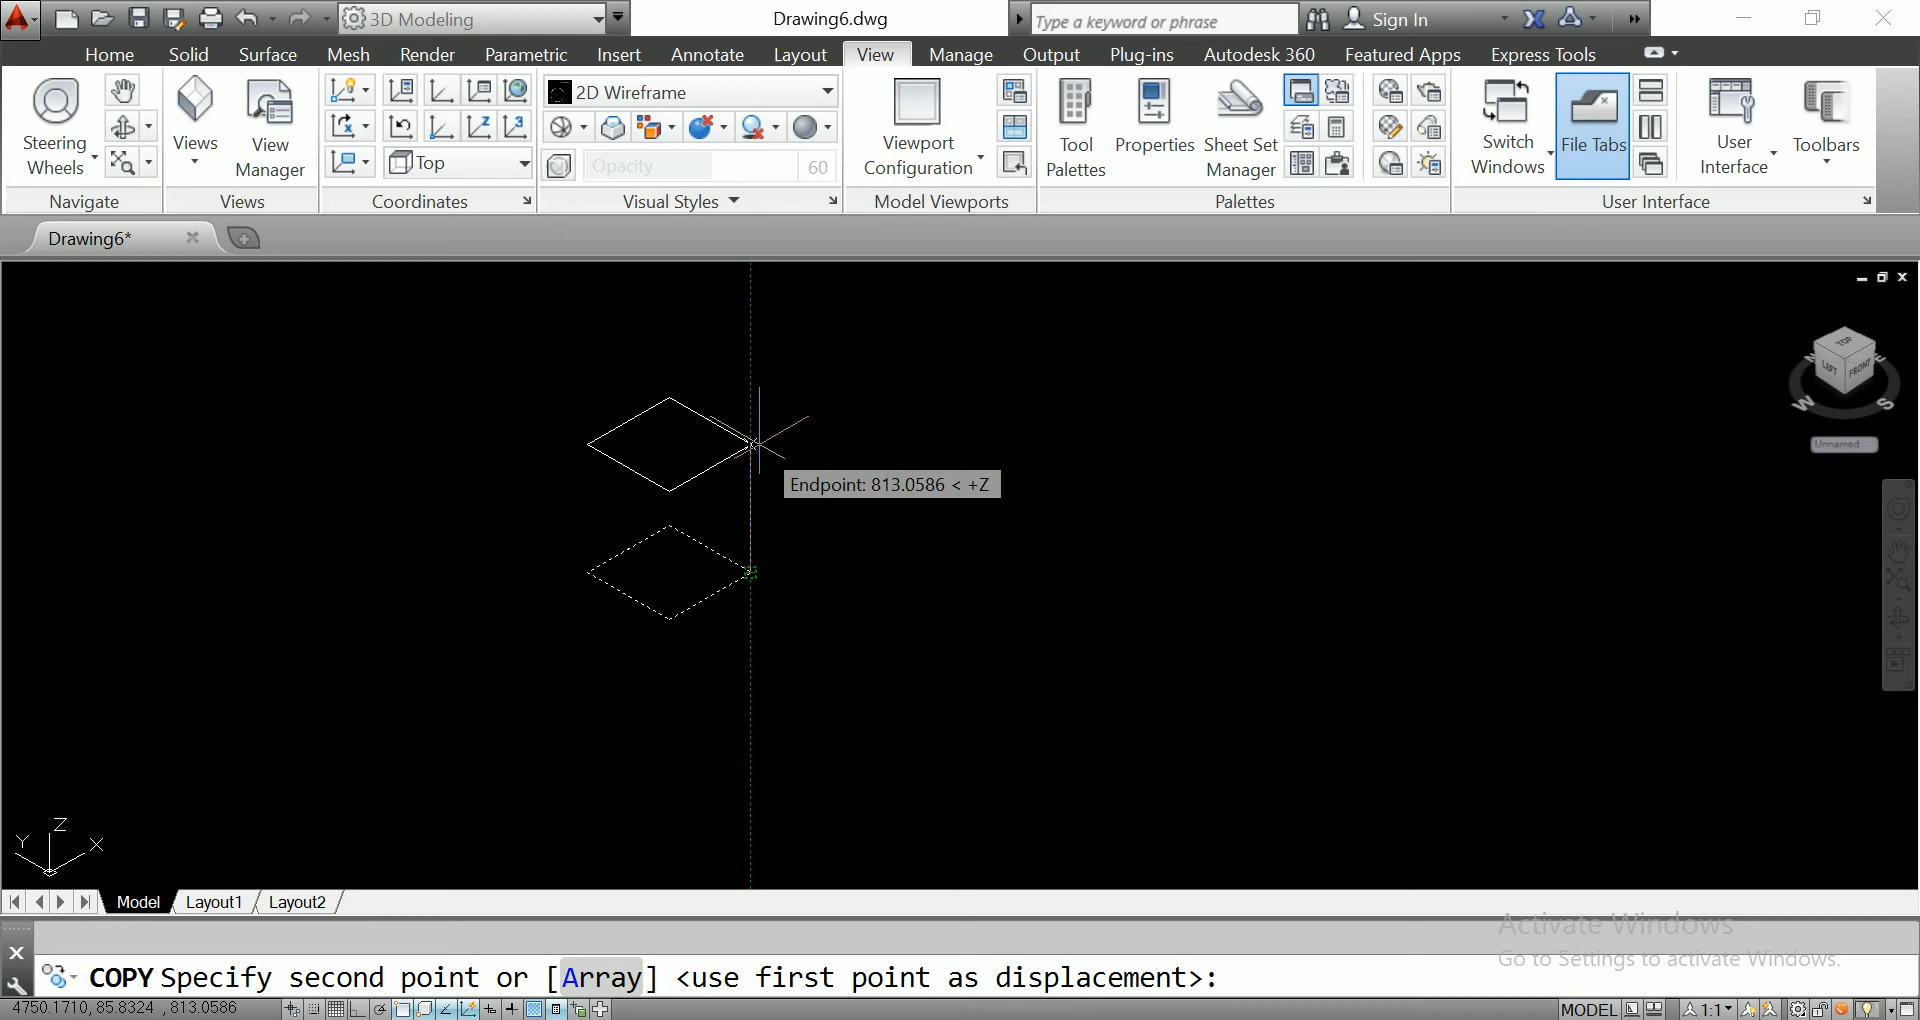 3D Modeling
Drawing6.dwg
Type a keyword or phrase
Sign In
Home Solid Surface Mesh Render Parametric Insert Annotate Layout View Manage Output Plug-ins Autodesk 360 Featured Apps Express Tools
Steering
Wheels
Views
View
Manager
Top
2D Wireframe
Opacity 60
Viewport
Configuration
Tool
Palettes
Properties
Sheet Set
Manager
Switch
Windows
File Tabs
User
Interface
Toolbars
Navigate Views Coordinates Visual Styles Model Viewports Palettes User Interface
Drawing6*
TOP
LEFT FRONT
N E
W S
Unnamed
Endpoint: 813.0586 < +Z
Z
Y X
Model Layout1 Layout2
Activate Windows
Go to Settings to activate Windows.
COPY Specify second point or [Array] <use first point as displacement>:
4750.1710, 85.8324 , 813.0586
MODEL 1:1